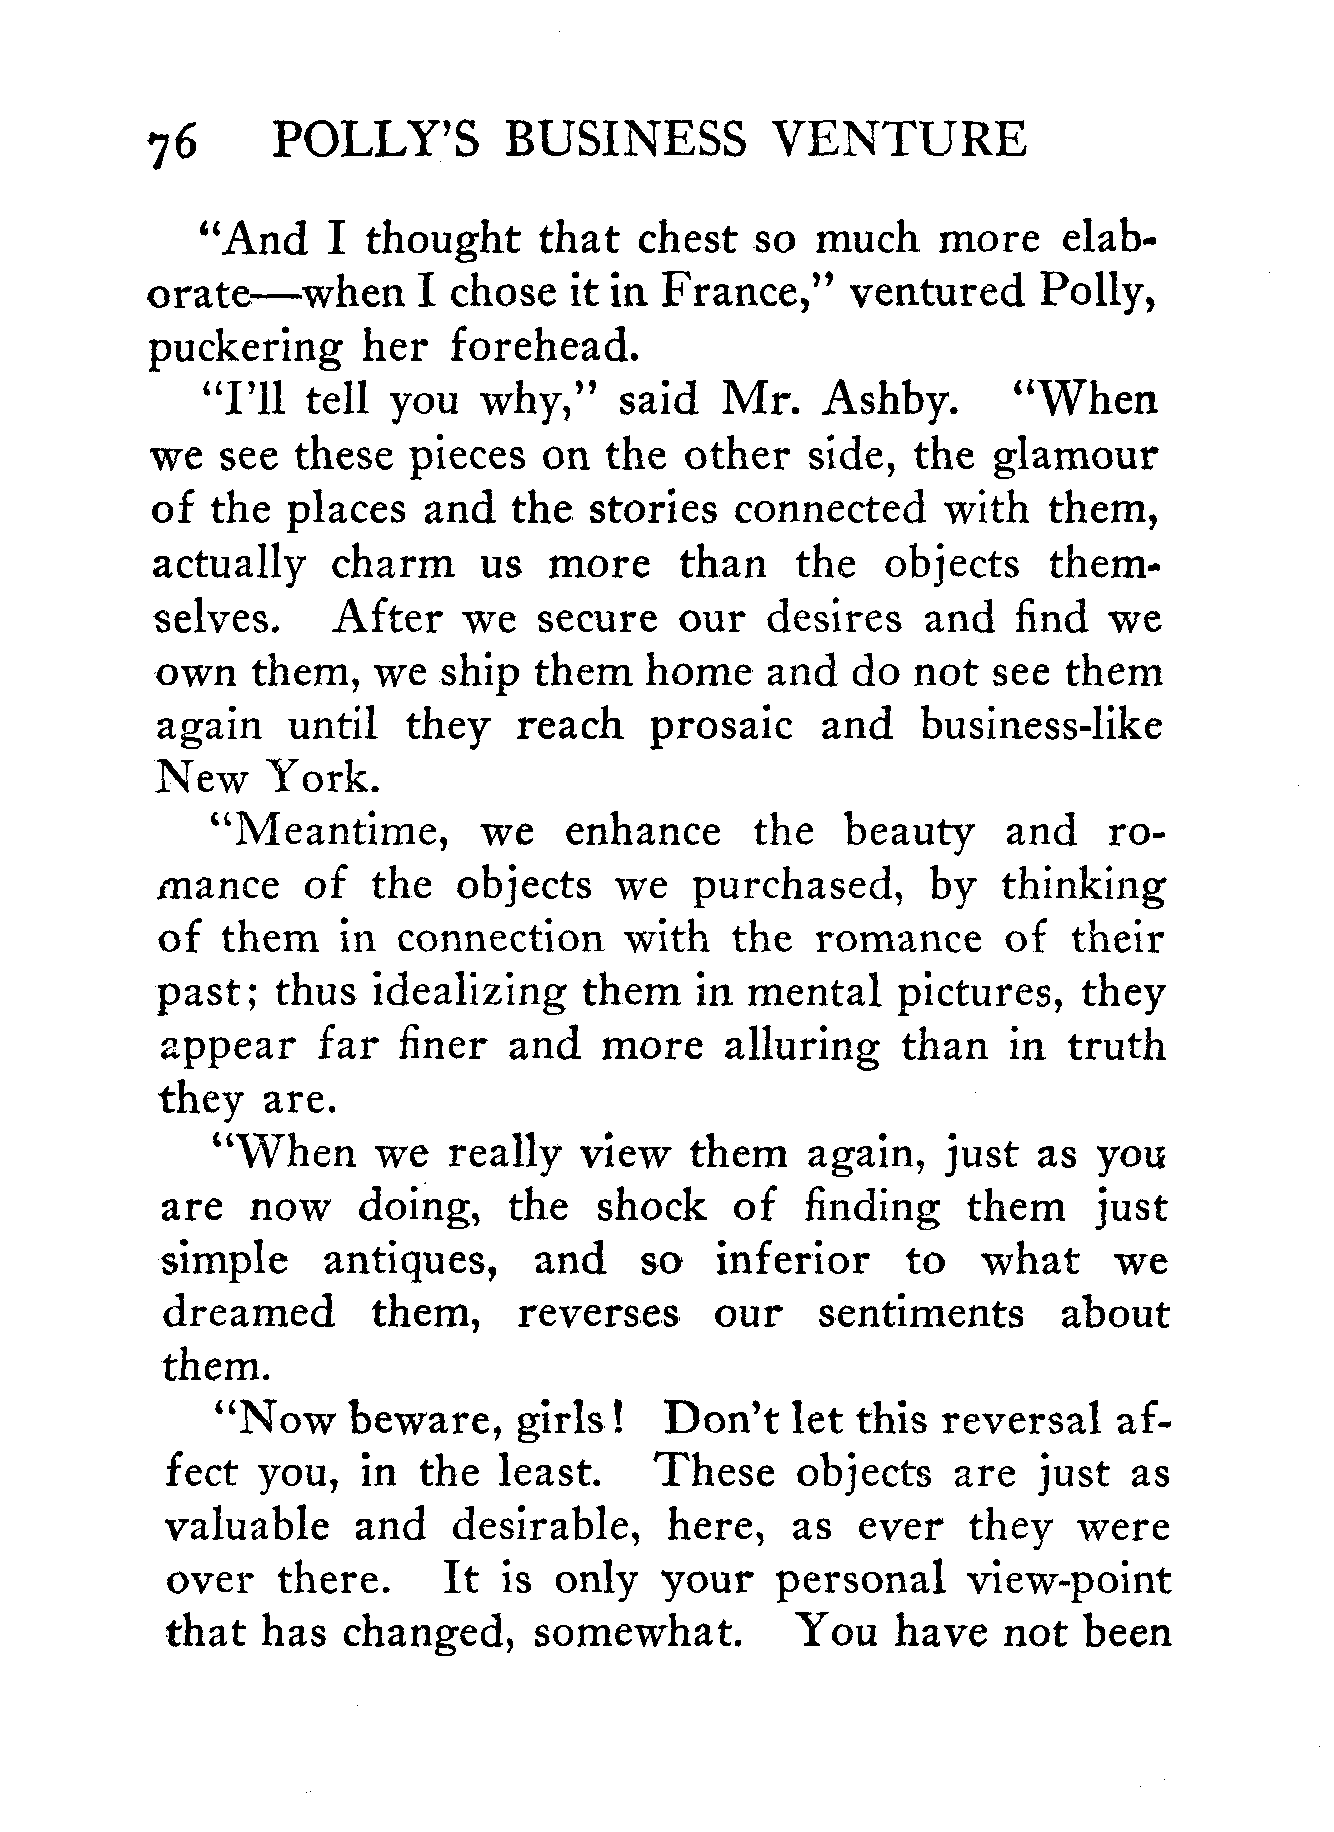 76 POLLY'S BUSINESS VENTURE
“And I thought that chest so much more elab-
orate—when I chose it in France,” ventured Polly,
puckering her forehead.
“I'll tell you why,” said Mr. Ashby. “When
we see these pieces on the other side, the glamour
of the places and the stories connected with them,
actually charm us more than the objects them-
selves. After we secure our desires and find we
own them, we ship them home and do not see them
again until they reach prosaic and business-like
New York.
“Meantime, we enhance the beauty and ro-
mance of the objects we purchased, by thinking
of them in connection with the romance of their
past; thus idealizing them in mental pictures, they
appear far finer and more alluring than in truth
they are.
“When we really view them again, just as you
are now doing, the shock of finding them just
simple antiques, and so inferior to what we
dreamed them, reverses our sentiments about
them.
“Now beware, girls! Don't let this reversal af-
fect you, in the least. These objects are just as
valuable and desirable, here, as ever they were
over there. It is only your personal view-point
that has changed, somewhat. You have not been